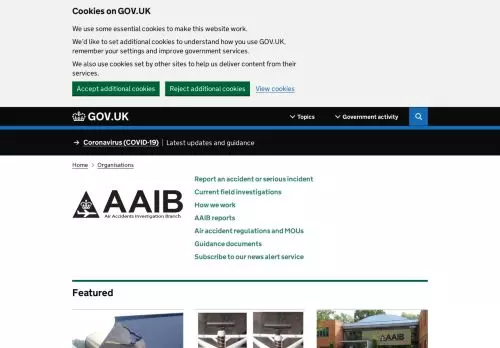 Cookies on GOV.UK
We use some essential cookies to make this website work.
We'd like to set additional cookies to understand how you use GOV.UK,
remember your settings and improve government services.
We also use cookies set by other sites to help us deliver content from their
services.
Accept additional cookies Reject additional cookies View cookies
GOV.UK Topics Government activity
→ Coronavirus (COVID-19) Latest updates and guidance
Home Organisations
AAIB
Air Accidents Investigation Branch
Report an accident or serious incident
Current field investigations
How we work
AAIB reports
Air accident regulations and MOUs
Guidance documents
Subscribe to our news alert service
Featured
AAIB